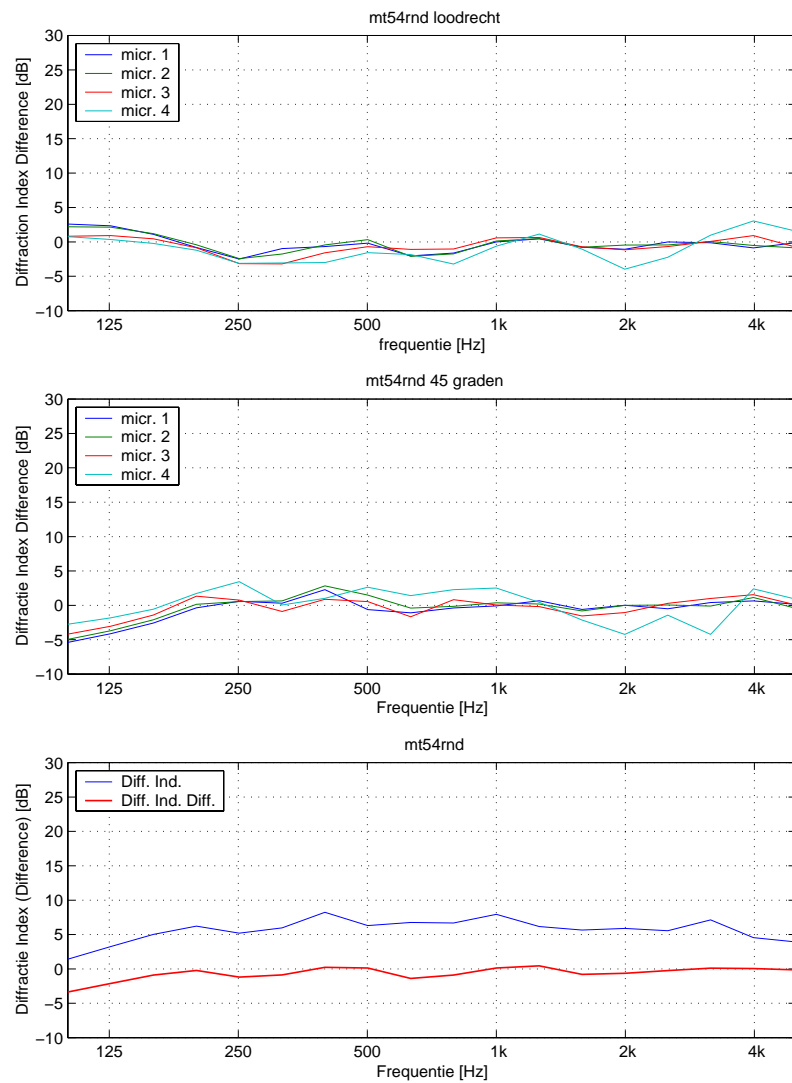 mt54rnd loodrecht
30
25
20
15
10
5
0
−5
−10
Diffraction Index Difference [dB]
micr. 1
micr. 2
micr. 3
micr. 4
125 250 500 1k 2k 4k
frequentie [Hz]
mt54rnd 45 graden
30
25
20
15
10
5
0
−5
−10
Diffractie Index Difference [dB]
micr. 1
micr. 2
micr. 3
micr. 4
125 250 500 1k 2k 4k
Frequentie [Hz]
mt54rnd
30
25
20
15
10
5
0
−5
−10
Diffractie Index (Difference) [dB]
Diff. Ind.
Diff. Ind. Diff.
125 250 500 1k 2k 4k
Frequentie [Hz]